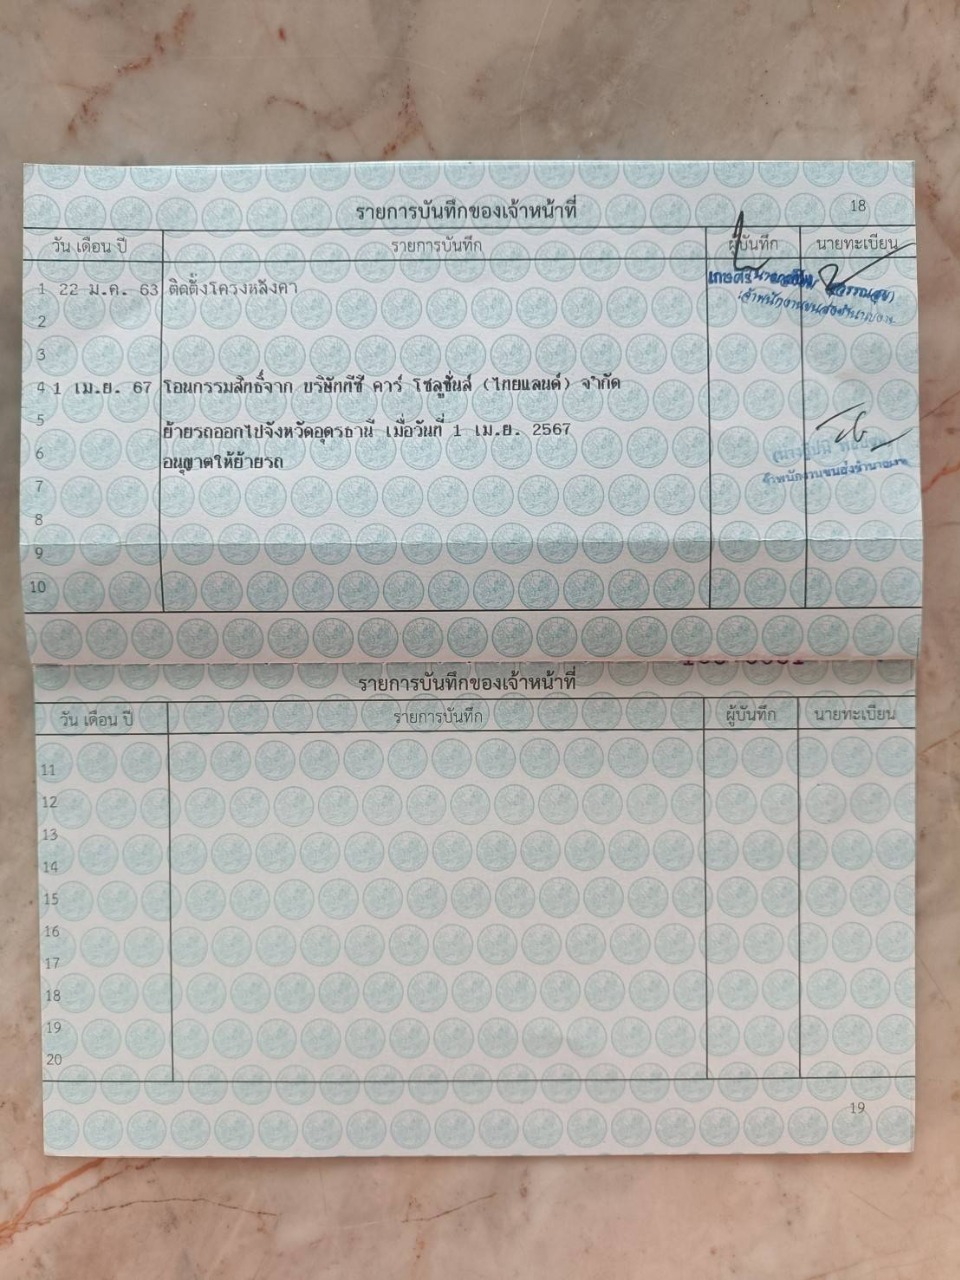 18
รายการบันทึกของเจ้าหน้าที่
วัน เดือน ปี รายการบันทึก ผู้บันทึก นายทะเบียน
1 22 ม.ค. 63 ติดตั้งโครงหลังคา
2
3
4 1 เม.ย. 67 โอนกรรมสิทธิ์จาก บริษัททีซี คาร์ โซลูชั่นส์ (ไทยแลนด์) จำกัด
5 ย้ายรถออกไปจังหวัดอุดรธานี เมื่อวันที่ 1 เม.ย. 2567
6 อนุญาตให้ย้ายรถ
7
8
9
10
รายการบันทึกของเจ้าหน้าที่
วัน เดือน ปี รายการบันทึก ผู้บันทึก นายทะเบียน
11
12
13
14
15
16
17
18
19
20
19